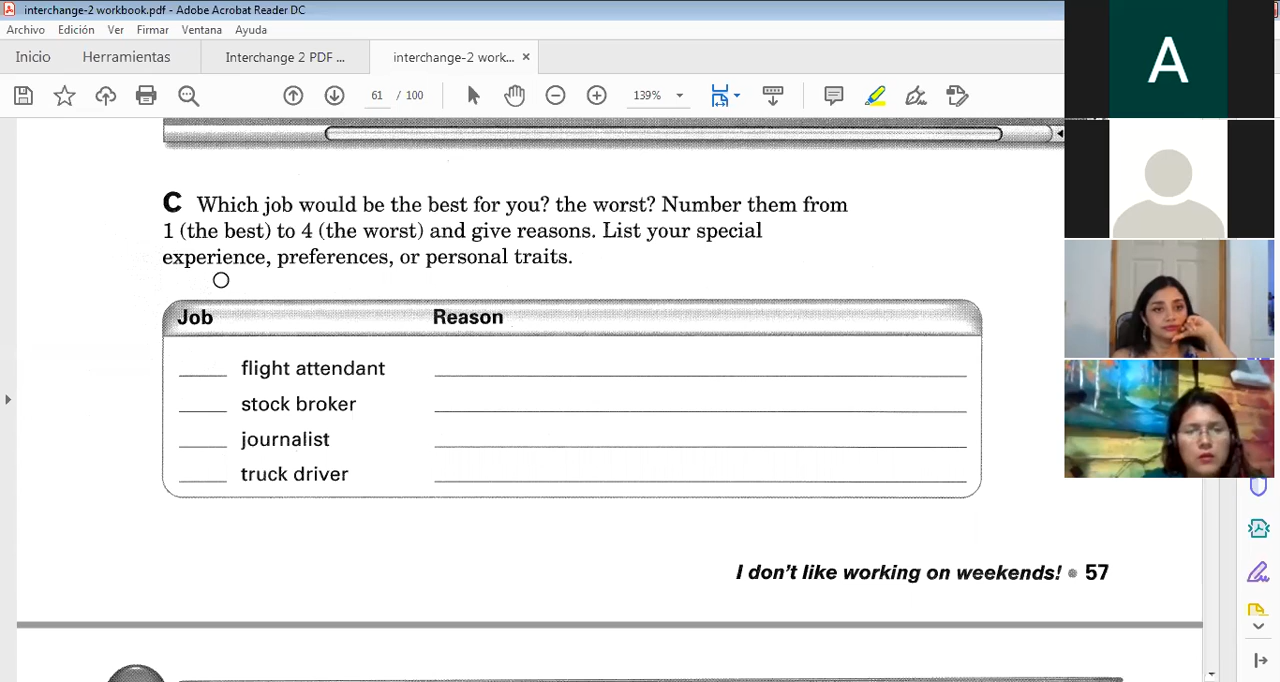 interchange-2 workbook.pdf - Adobe Acrobat Reader DC
Archivo Edición Ver Firmar Ventana Ayuda
Inicio Herramientas Interchange 2 PDF ... interchange-2 work... ×
61 / 100 139%
C Which job would be the best for you? the worst? Number them from
1 (the best) to 4 (the worst) and give reasons. List your special
experience, preferences, or personal traits.
Job Reason
flight attendant
stock broker
journalist
truck driver
I don't like working on weekends! • 57
A